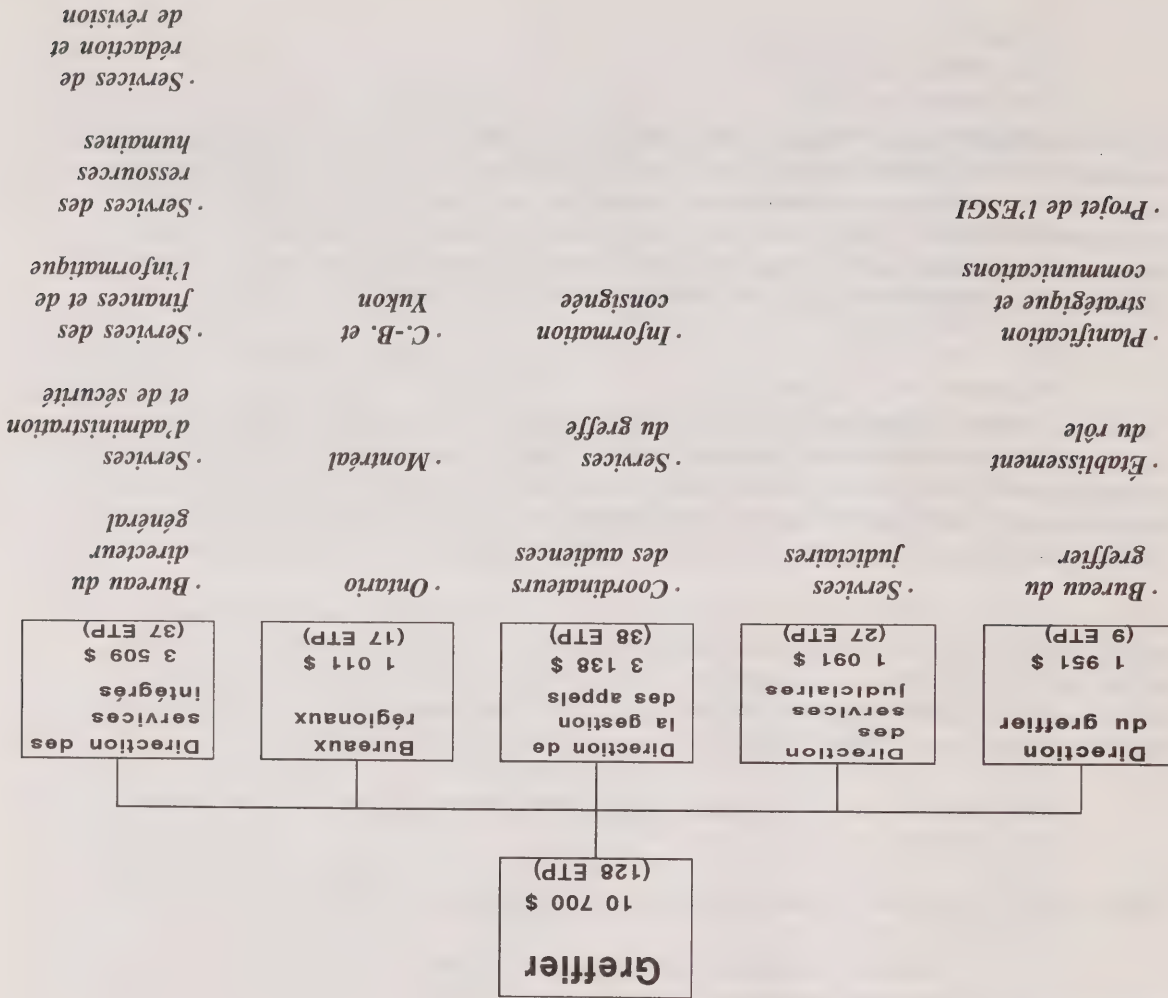 Greffier
10 700 $
(128 ETP)
Direction
du greffier
1 951 $
(9 ETP)
· Bureau du
greffier
· Établissement
du rôle
· Planification
stratégique et
communications
· Projet de l'ESGI
Direction
des
services
judiciaires
1 091 $
(27 ETP)
· Services
judiciaires
Direction de
la gestion
des appels
3 138 $
(38 ETP)
· Coordinateurs
des audiences
· Services
du greffe
· Information
consignée
Bureaux
régionaux
1 011 $
(17 ETP)
· Ontario
· Montréal
· C.-B. et
Yukon
Direction des
services
intégrés
3 509 $
(37 ETP)
· Bureau du
directeur
général
· Services
d'administration
et de sécurité
· Services des
finances et de
l'informatique
· Services des
ressources
humaines
· Services de
rédaction et
de révision